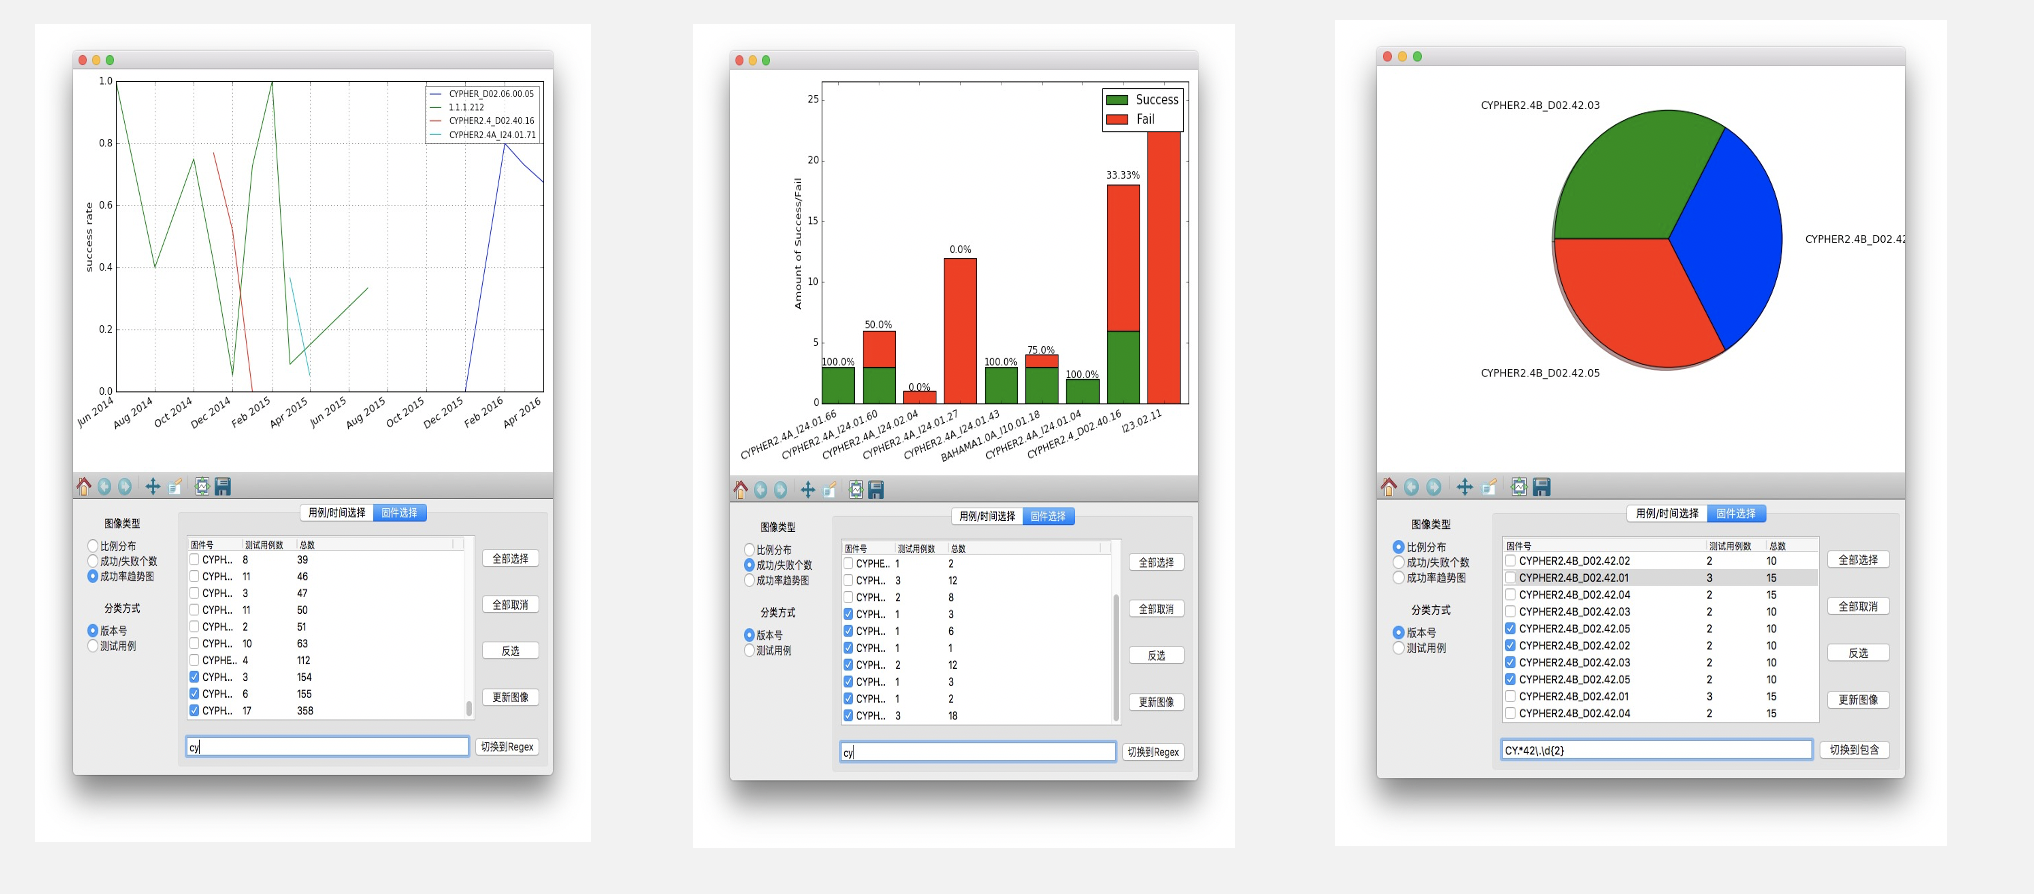 1.0
0.8
0.6
0.4
0.2
0.0
success rate
CYPHER_D02.06.00.05
1.1.1.212
CYPHER2.4_D02.40.16
CYPHER2.4A_I24.01.71
Jun 2014
Aug 2014
Oct 2014
Dec 2014
Feb 2015
Apr 2015
Jun 2015
Aug 2015
Oct 2015
Dec 2015
Feb 2016
Apr 2016
用例/时间选择 固件选择
图像类型
比例分布
成功/失败个数
成功率趋势图
分类方式
版本号
测试用例
固件号 测试用例数 总数
CYPH... 8 39
CYPH... 11 46
CYPH... 3 47
CYPH... 11 50
CYPH... 2 51
CYPH... 10 63
CYPHE... 4 112
CYPH... 3 154
CYPH... 6 155
CYPH... 17 358
全部选择
全部取消
反选
更新图像
cy
切换到Regex
25
20
15
10
5
0
Amount of Success/Fail
Success
Fail
100.0%
50.0%
0.0%
0.0%
100.0%
75.0%
100.0%
33.33%
CYPHER2.4A_I24.01.66
CYPHER2.4A_I24.01.60
CYPHER2.4A_I24.02.04
CYPHER2.4A_I24.01.27
CYPHER2.4A_I24.01.43
BAHAMA1.0A_I10.01.18
CYPHER2.4A_I24.01.04
CYPHER2.4_D02.40.16
I23.02.11
用例/时间选择 固件选择
图像类型
比例分布
成功/失败个数
成功率趋势图
分类方式
版本号
测试用例
固件号 测试用例数 总数
CYPHE... 1 2
CYPH... 3 12
CYPH... 2 8
CYPH... 1 3
CYPH... 1 6
CYPH... 1 1
CYPH... 2 12
CYPH... 1 3
CYPH... 1 2
CYPH... 3 18
全部选择
全部取消
反选
更新图像
cy
切换到Regex
CYPHER2.4B_D02.42.03
CYPHER2.4B_D02.42
CYPHER2.4B_D02.42.05
用例/时间选择 固件选择
图像类型
比例分布
成功/失败个数
成功率趋势图
分类方式
版本号
测试用例
固件号 测试用例数 总数
CYPHER2.4B_D02.42.02 2 10
CYPHER2.4B_D02.42.01 3 15
CYPHER2.4B_D02.42.04 2 15
CYPHER2.4B_D02.42.03 2 10
CYPHER2.4B_D02.42.05 2 10
CYPHER2.4B_D02.42.02 2 10
CYPHER2.4B_D02.42.03 2 10
CYPHER2.4B_D02.42.05 2 10
CYPHER2.4B_D02.42.01 3 15
CYPHER2.4B_D02.42.04 2 15
全部选择
全部取消
反选
更新图像
CY.*42\.\d{2}
切换到包含